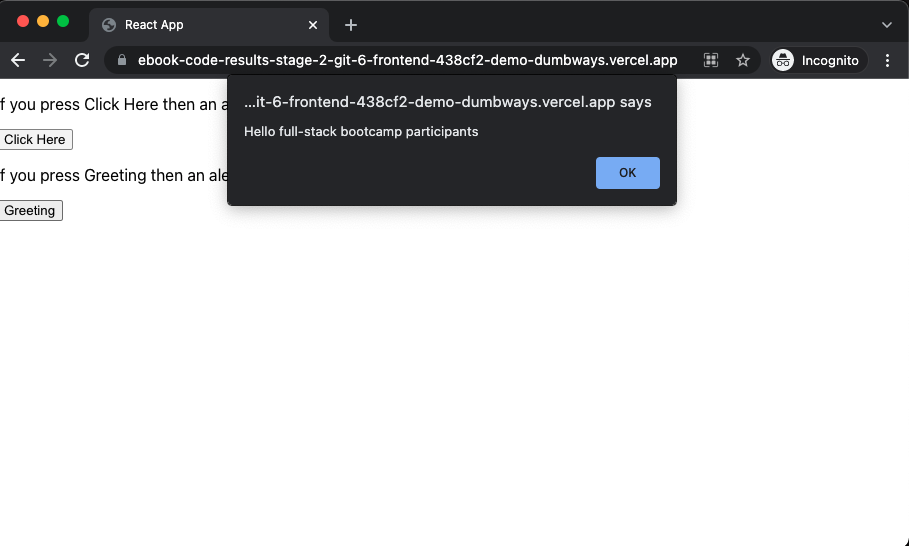 React App
ebook-code-results-stage-2-git-6-frontend-438cf2-demo-dumbways.vercel.app
Incognito
...it-6-frontend-438cf2-demo-dumbways.vercel.app says
Hello full-stack bootcamp participants
OK
f you press Click Here then an a
Click Here
f you press Greeting then an ale
Greeting